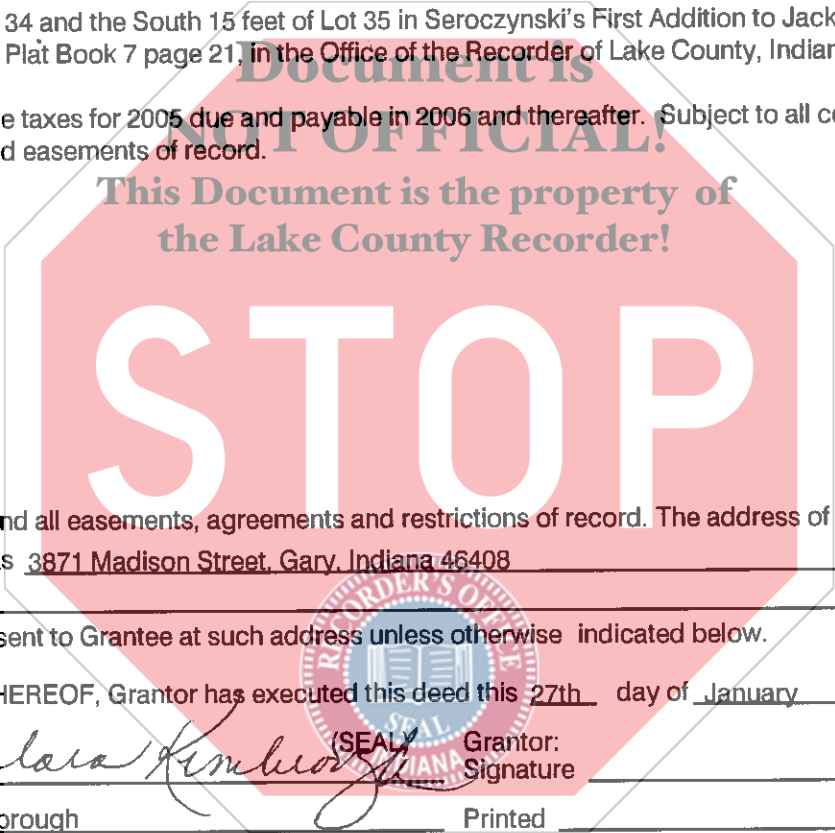 34 and the South 15 feet of Lot 35 in Seroczynski's First Addition to Jack
Plat Book 7 page 21, in the Office of the Recorder of Lake County, Indian
Document is
e taxes for 2005 due and payable in 2006 and thereafter. Subject to all co
NOT OFFICIAL!
d easements of record.
This Document is the property of
the Lake County Recorder!
STOP
nd all easements, agreements and restrictions of record. The address of
s 3871 Madison Street, Gary, Indiana 46408
RECORDER'S OFFICE
sent to Grantee at such address unless otherwise indicated below.
HEREOF, Grantor has executed this deed this 27th day of January
SEAL
lara Kimbrough (SEAL) Grantor:
INDIANA
Signature
orough Printed